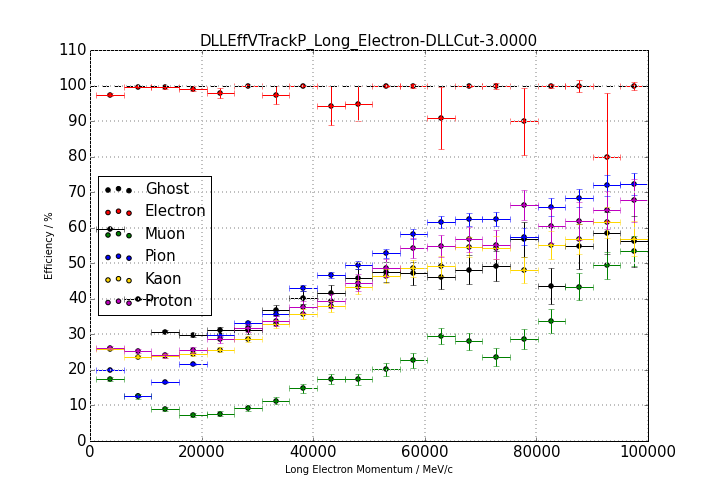 DLLEffVTrackP_Long_Electron-DLLCut-3.0000
110
100
90
80
70
60
50
40
30
20
10
0
Efficiency / %
Ghost
Electron
Muon
Pion
Kaon
Proton
0 20000 40000 60000 80000 100000
Long Electron Momentum / MeV/c